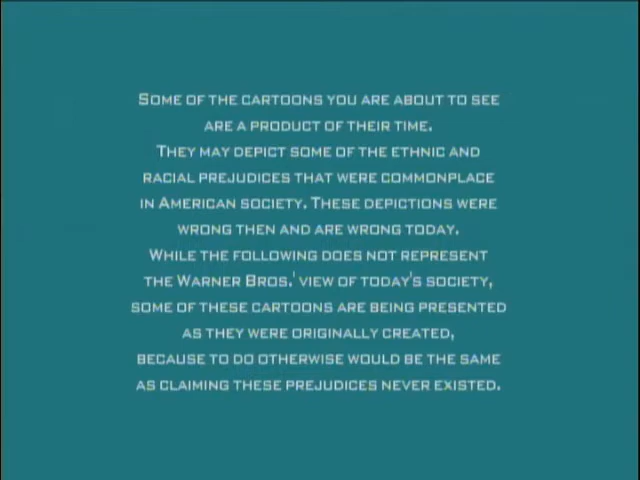 Some of the cartoons you are about to see
are a product of their time.
They may depict some of the ethnic and
racial prejudices that were commonplace
in American society. These depictions were
wrong then and are wrong today.
While the following does not represent
the Warner Bros.' view of today's society,
some of these cartoons are being presented
as they were originally created,
because to do otherwise would be the same
as claiming these prejudices never existed.